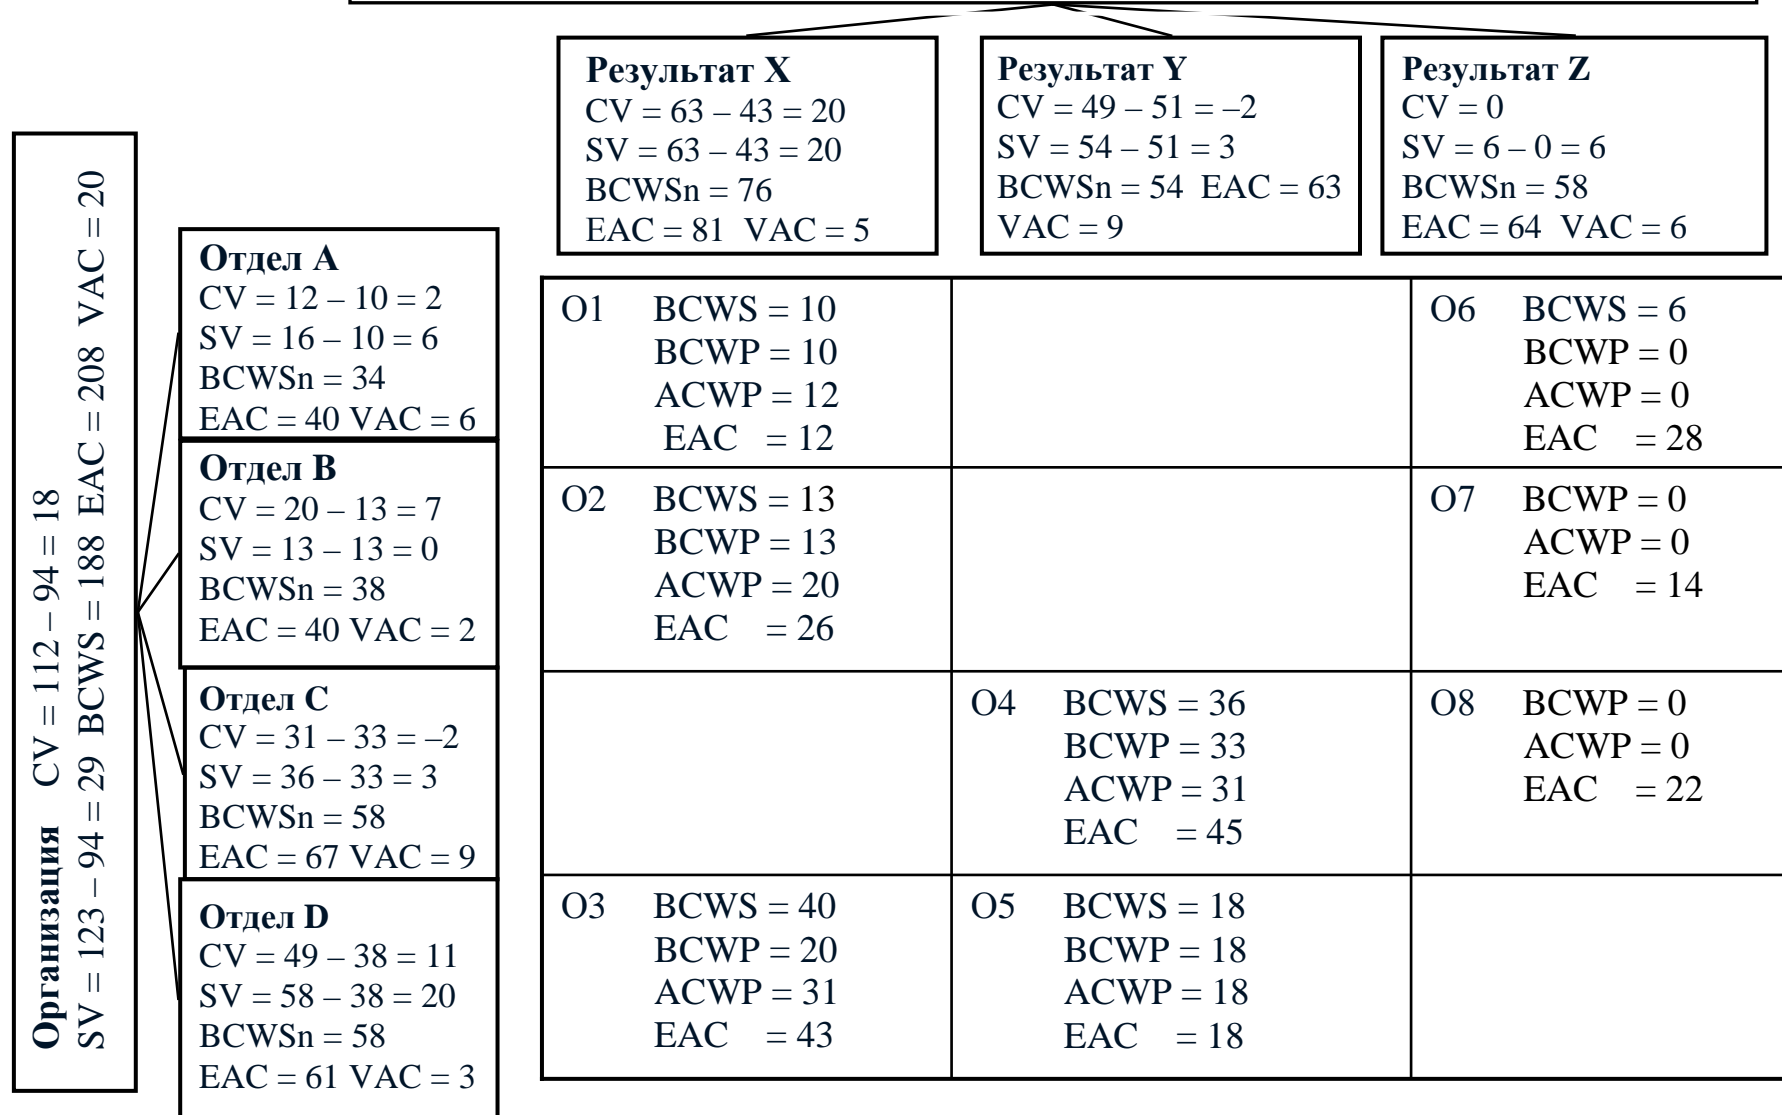 Результат X
CV = 63 – 43 = 20
SV = 63 – 43 = 20
BCWSn = 76
EAC = 81 VAC = 5
Результат Y
CV = 49 – 51 = –2
SV = 54 – 51 = 3
BCWSn = 54 EAC = 63
VAC = 9
Результат Z
CV = 0
SV = 6 – 0 = 6
BCWSn = 58
EAC = 64 VAC = 6
Организация CV = 112 – 94 = 18
SV = 123 – 94 = 29 BCWS = 188 EAC = 208 VAC = 20
Отдел A
CV = 12 – 10 = 2
SV = 16 – 10 = 6
BCWSn = 34
EAC = 40 VAC = 6
Отдел B
CV = 20 – 13 = 7
SV = 13 – 13 = 0
BCWSn = 38
EAC = 40 VAC = 2
Отдел C
CV = 31 – 33 = –2
SV = 36 – 33 = 3
BCWSn = 58
EAC = 67 VAC = 9
Отдел D
CV = 49 – 38 = 11
SV = 58 – 38 = 20
BCWSn = 58
EAC = 61 VAC = 3
O1 BCWS = 10
BCWP = 10
ACWP = 12
EAC = 12
O6 BCWS = 6
BCWP = 0
ACWP = 0
EAC = 28
O2 BCWS = 13
BCWP = 13
ACWP = 20
EAC = 26
O7 BCWP = 0
ACWP = 0
EAC = 14
O4 BCWS = 36
BCWP = 33
ACWP = 31
EAC = 45
O8 BCWP = 0
ACWP = 0
EAC = 22
O3 BCWS = 40
BCWP = 20
ACWP = 31
EAC = 43
O5 BCWS = 18
BCWP = 18
ACWP = 18
EAC = 18